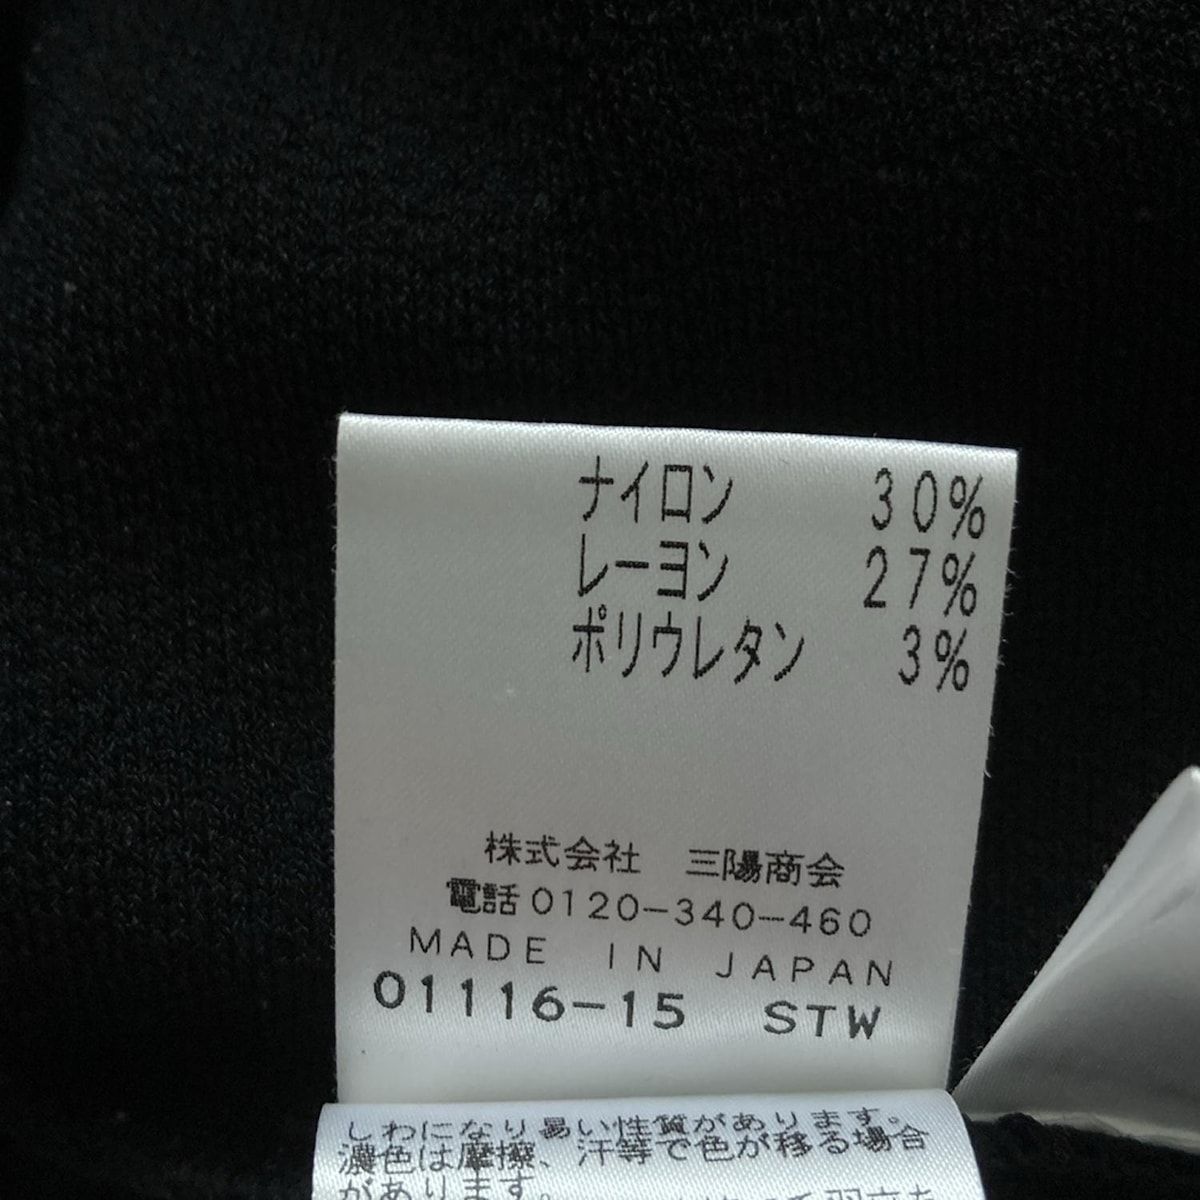 ナイロン 30%
レーヨン 27%
ポリウレタン 3%
株式会社 三陽商会
電話0120-340-460
MADE IN JAPAN
01116-15 STW
しわになり易い性質があります。
濃色は摩擦、汗等で色が移る場合
があります。